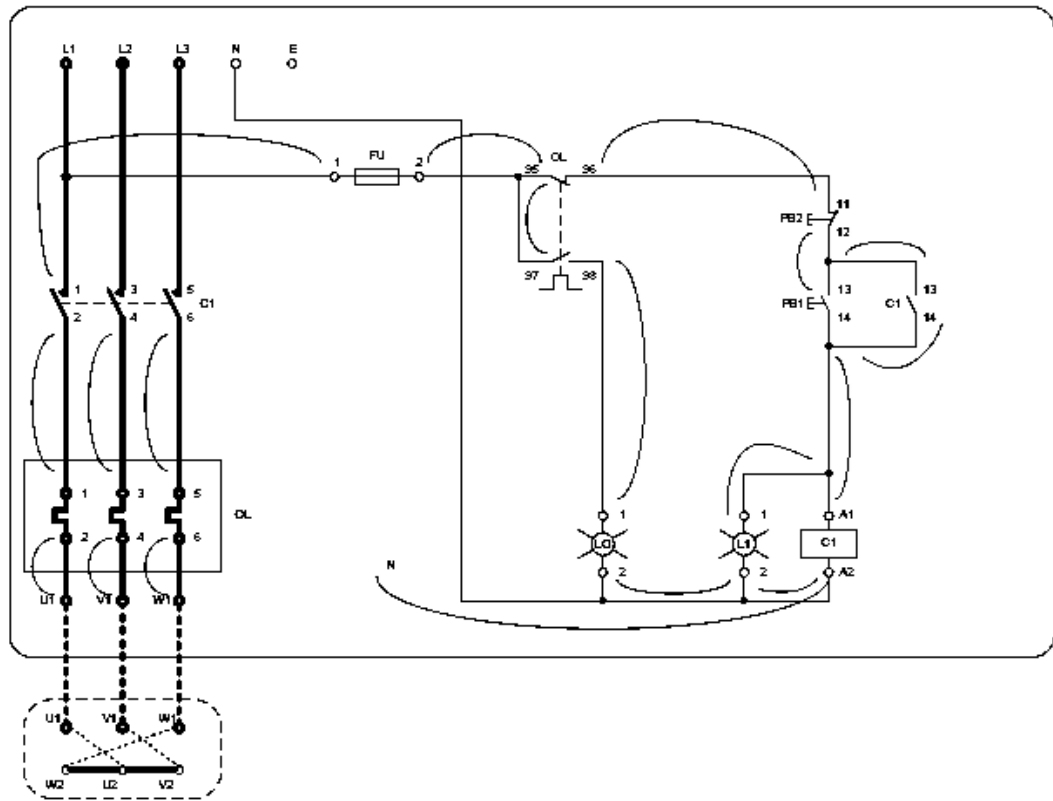 L1 L2 L3 N E
FU
1 2 95 OL 96
11
PB2
12
97 98
1 3 5 13 13
C1 PB1 C1
2 4 6 14 14
1 3 5
OL
2 4 6
1 1 A1
L0 L1 C1
N 2 2 A2
U1 V1 W1
U1 V1 W1
W2 U2 V2